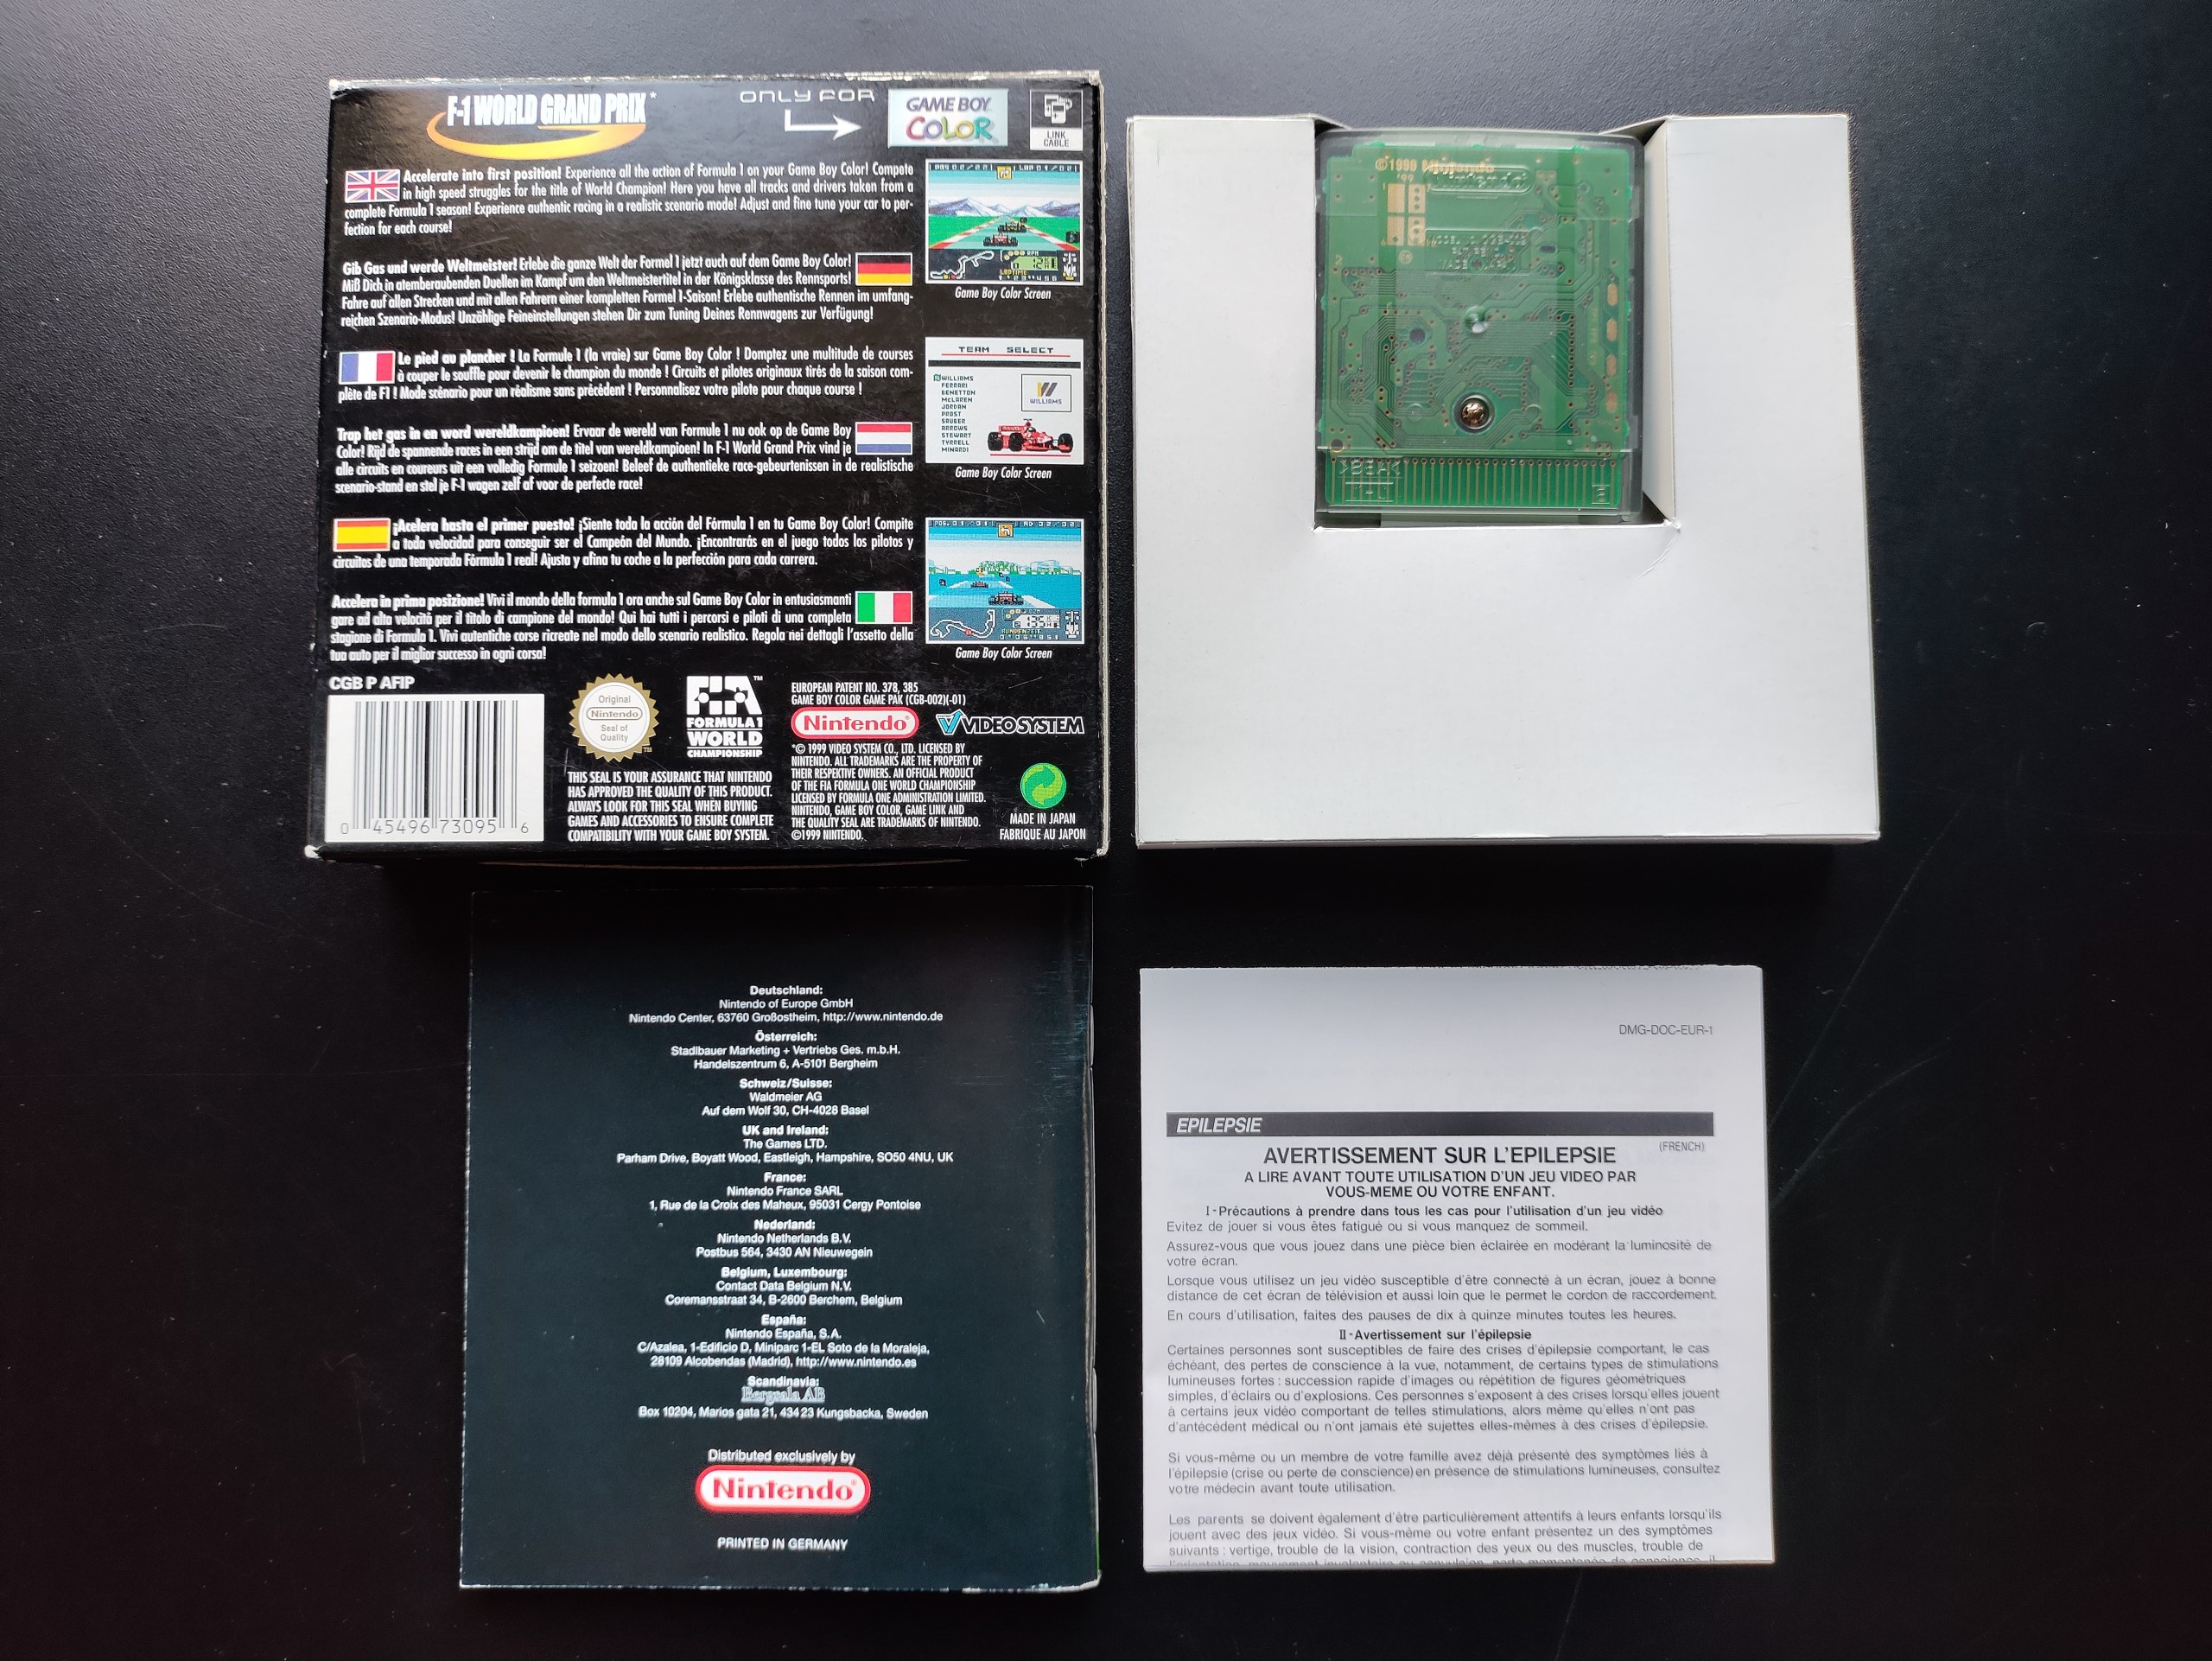 F-1 WORLD GRAND PRIX*
ONLY FOR
GAME BOY
COLOR
LINK
CABLE
Accelerate into first position! Experience all the action of Formula 1 on your Game Boy Color! Compete
in high speed struggles for the title of World Champion! Here you have all tracks and drivers taken from a
complete Formula 1 season! Experience authentic racing in a realistic scenario mode! Adjust and fine tune your car to per-
fection for each course!
Game Boy Color Screen
Gib Gas und werde Weltmeister! Erlebe die ganze Welt der Formel 1 jetzt auch auf dem Game Boy Color!
Miß Dich in atemberaubenden Duellen im Kampf um den Weltmeistertitel in der Königsklasse des Rennsports!
Fahre auf allen Strecken und mit allen Fahrern einer kompletten Formel 1-Saison! Erlebe authentische Rennen im umfang-
reichen Szenario-Modus! Unzählige Feineinstellungen stehen Dir zum Tuning Deines Rennwagens zur Verfügung!
Le pied au plancher ! La Formule 1 (la vraie) sur Game Boy Color ! Domptez une multitude de courses
à couper le souffle pour devenir le champion du monde ! Circuits et pilotes originaux tirés de la saison com-
plète de F1 ! Mode scénario pour un réalisme sans précédent ! Personnalisez votre pilote pour chaque course !
TEAM SELECT
WILLIAMS
FERRARI
BENETTON
McLAREN
JORDAN
PROST
SAUBER
ARROWS
STEWART
TYRRELL
MINARDI
WILLIAMS
Game Boy Color Screen
Trap het gas in en word wereldkampioen! Ervaar de wereld van Formule 1 nu ook op de Game Boy
Color! Rijd de spannende races in een strijd om de titel van wereldkampioen! In F-1 World Grand Prix vind je
alle circuits en coureurs uit een volledig Formule 1 seizoen! Beleef de authentieke race-gebeurtenissen in de realistische
scenario-stand en stel je F-1 wagen zelf af voor de perfecte race!
¡Acelera hasta el primer puesto! ¡Siente toda la acción del Fórmula 1 en tu Game Boy Color! Compite
a toda velocidad para conseguir ser el Campeón del Mundo. ¡Encontrarás en el juego todos los pilotos y
circuitos de una temporada Fórmula 1 real! Ajusta y afina tu coche a la perfección para cada carrera.
Accelera in prima posizione! Vivi il mondo della formula 1 ora anche sul Game Boy Color in entusiasmanti
gare ad alta velocità per il titolo di campione del mondo! Qui hai tutti i percorsi e piloti di una completa
stagione di Formula 1. Vivi autentiche corse ricreate nel modo dello scenario realistico. Regola nei dettagli l'assetto della
tua auto per il miglior successo in ogni corsa!
Game Boy Color Screen
CGB P AFIP
0 45496 73095 6
Original
Nintendo
Seal of
Quality
TM
THIS SEAL IS YOUR ASSURANCE THAT NINTENDO
HAS APPROVED THE QUALITY OF THIS PRODUCT.
ALWAYS LOOK FOR THIS SEAL WHEN BUYING
GAMES AND ACCESSORIES TO ENSURE COMPLETE
COMPATIBILITY WITH YOUR GAME BOY SYSTEM.
FIA TM
FORMULA 1
WORLD
CHAMPIONSHIP
EUROPEAN PATENT NO. 378, 385
GAME BOY COLOR GAME PAK (CGB-002)(-01)
Nintendo®
VIDEOSYSTEM
*© 1999 VIDEO SYSTEM CO., LTD. LICENSED BY
NINTENDO. ALL TRADEMARKS ARE THE PROPERTY OF
THEIR RESPEKTIVE OWNERS. AN OFFICIAL PRODUCT
OF THE FIA FORMULA ONE WORLD CHAMPIONSHIP
LICENSED BY FORMULA ONE ADMINISTRATION LIMITED.
NINTENDO, GAME BOY COLOR, GAME LINK AND
THE QUALITY SEAL ARE TRADEMARKS OF NINTENDO.
©1999 NINTENDO.
MADE IN JAPAN
FABRIQUE AU JAPON
©1999 Nintendo
Deutschland:
Nintendo of Europe GmbH
Nintendo Center, 63760 Großostheim, http://www.nintendo.de
Österreich:
Stadlbauer Marketing + Vertriebs Ges. m.b.H.
Handelszentrum 6, A-5101 Bergheim
Schweiz/Suisse:
Waldmeier AG
Auf dem Wolf 30, CH-4028 Basel
UK and Ireland:
The Games LTD.
Parham Drive, Boyatt Wood, Eastleigh, Hampshire, SO50 4NU, UK
France:
Nintendo France SARL
1, Rue de la Croix des Maheux, 95031 Cergy Pontoise
Nederland:
Nintendo Netherlands B.V.
Postbus 564, 3430 AN Nieuwegein
Belgium, Luxembourg:
Contact Data Belgium N.V.
Coremansstraat 34, B-2600 Berchem, Belgium
España:
Nintendo España, S.A.
C/Azalea, 1-Edificio D, Miniparc 1-EL Soto de la Moraleja,
28109 Alcobendas (Madrid), http://www.nintendo.es
Scandinavia:
Bergsala AB
Box 10204, Marios gata 21, 434 23 Kungsbacka, Sweden
Distributed exclusively by
Nintendo®
PRINTED IN GERMANY
DMG-DOC-EUR-1
EPILEPSIE
(FRENCH)
AVERTISSEMENT SUR L'EPILEPSIE
A LIRE AVANT TOUTE UTILISATION D'UN JEU VIDEO PAR
VOUS-MEME OU VOTRE ENFANT.
I-Précautions à prendre dans tous les cas pour l'utilisation d'un jeu vidéo
Evitez de jouer si vous êtes fatigué ou si vous manquez de sommeil.
Assurez-vous que vous jouez dans une pièce bien éclairée en modérant la luminosité de
votre écran.
Lorsque vous utilisez un jeu vidéo susceptible d'être connecté à un écran, jouez à bonne
distance de cet écran de télévision et aussi loin que le permet le cordon de raccordement.
En cours d'utilisation, faites des pauses de dix à quinze minutes toutes les heures.
II-Avertissement sur l'épilepsie
Certaines personnes sont susceptibles de faire des crises d'épilepsie comportant, le cas
échéant, des pertes de conscience à la vue, notamment, de certains types de stimulations
lumineuses fortes : succession rapide d'images ou répétition de figures géométriques
simples, d'éclairs ou d'explosions. Ces personnes s'exposent à des crises lorsqu'elles jouent
à certains jeux vidéo comportant de telles stimulations, alors même qu'elles n'ont pas
d'antécédent médical ou n'ont jamais été sujettes elles-mêmes à des crises d'épilepsie.
Si vous-même ou un membre de votre famille avez déjà présenté des symptômes liés à
l'épilepsie (crise ou perte de conscience) en présence de stimulations lumineuses, consultez
votre médecin avant toute utilisation.
Les parents se doivent également d'être particulièrement attentifs à leurs enfants lorsqu'ils
jouent avec des jeux vidéo. Si vous-même ou votre enfant présentez un des symptômes
suivants : vertige, trouble de la vision, contraction des yeux ou des muscles, trouble de